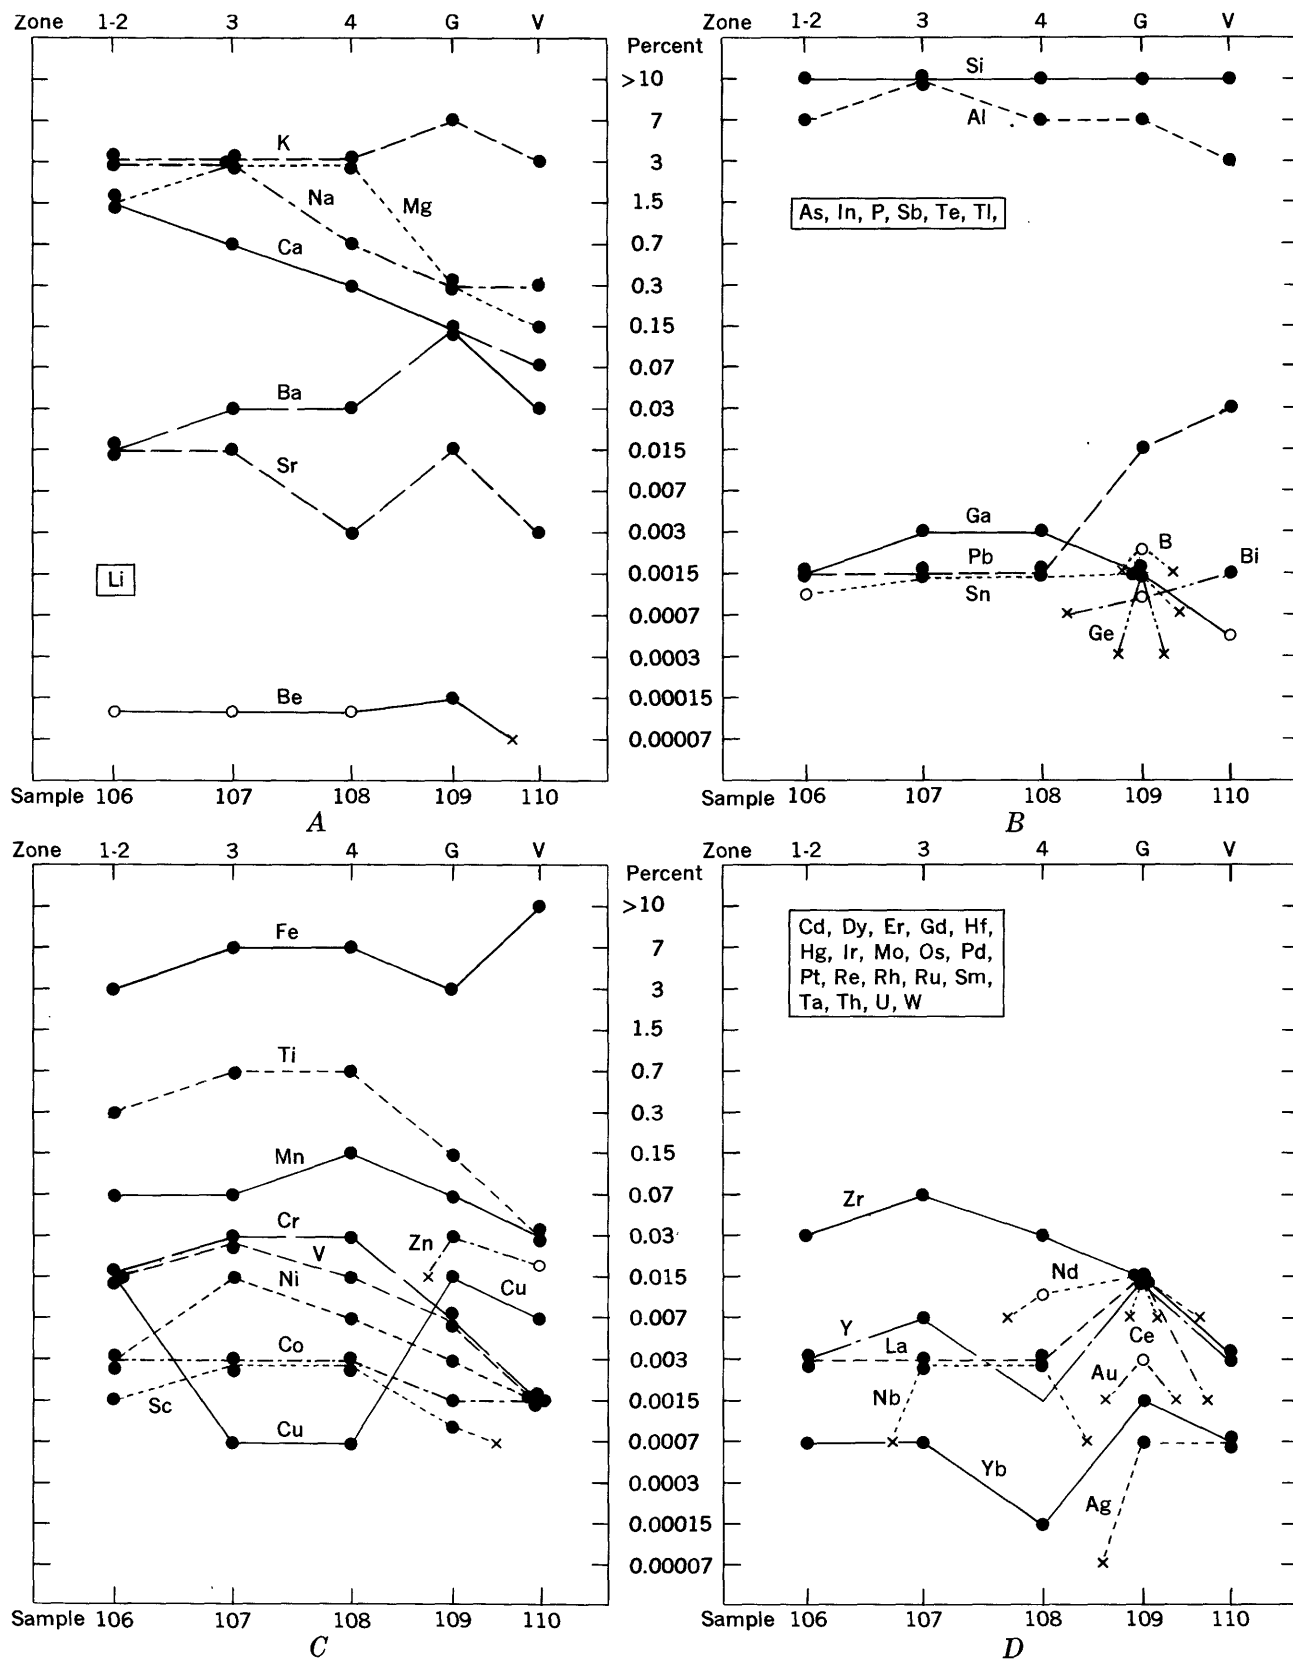 Zone 1-2 3 4 G V
Percent
>10
7
3
1.5
0.7
0.3
0.15
0.07
0.03
0.015
0.007
0.003
0.0015
0.0007
0.0003
0.00015
0.00007
K
Na
Mg
Ca
Ba
Sr
Li
Be
Sample 106 107 108 109 110
A
Zone 1-2 3 4 G V
Si
Al
As, In, P, Sb, Te, Tl,
Ga
B
Pb
Bi
Sn
Ge
Sample 106 107 108 109 110
B
Zone 1-2 3 4 G V
Percent
>10
7
3
1.5
0.7
0.3
0.15
0.07
0.03
0.015
0.007
0.003
0.0015
0.0007
0.0003
0.00015
0.00007
Fe
Ti
Mn
Cr
Zn
V
Ni
Cu
Co
Sc
Cu
Sample 106 107 108 109 110
C
Zone 1-2 3 4 G V
Cd, Dy, Er, Gd, Hf,
Hg, Ir, Mo, Os, Pd,
Pt, Re, Rh, Ru, Sm,
Ta, Th, U, W
Zr
Nd
Y
La
Ce
Au
Nb
Yb
Ag
Sample 106 107 108 109 110
D